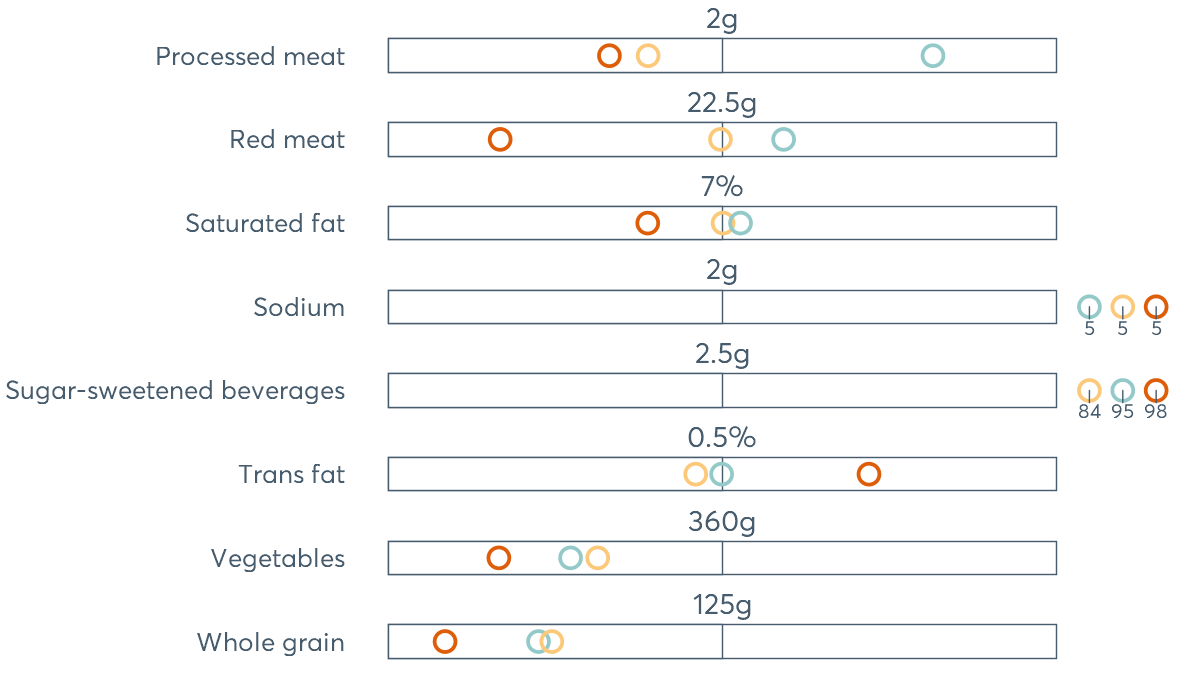 2g
Processed meat
22.5g
Red meat
7%
Saturated fat
2g
Sodium
5 5 5
2.5g
Sugar-sweetened beverages
84 95 98
0.5%
Trans fat
360g
Vegetables
125g
Whole grain